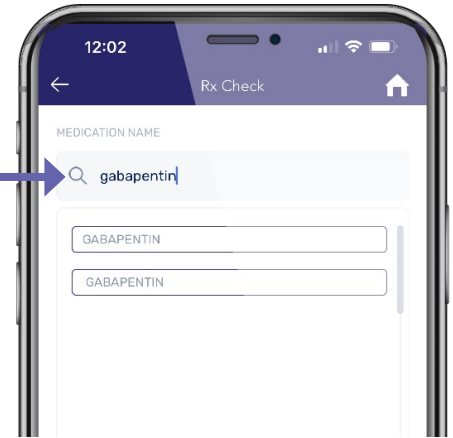 12:02
Rx Check
MEDICATION NAME
gabapentin
GABAPENTIN
GABAPENTIN